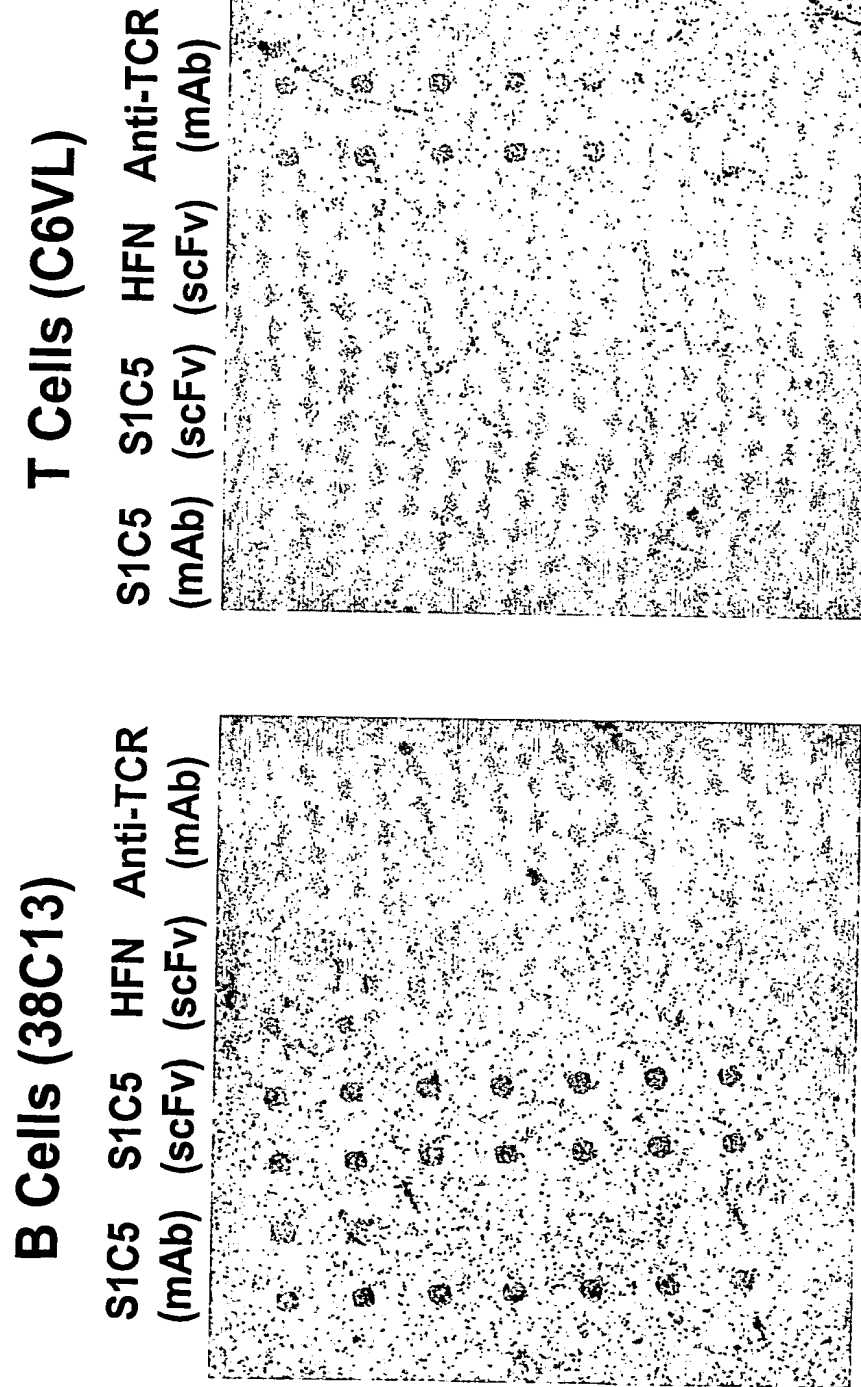 B Cells (38C13)
S1C5 S1C5 HFN Anti-TCR
(mAb) (scFv) (scFv) (mAb)
T Cells (C6VL)
S1C5 S1C5 HFN Anti-TCR
(mAb) (scFv) (scFv) (mAb)